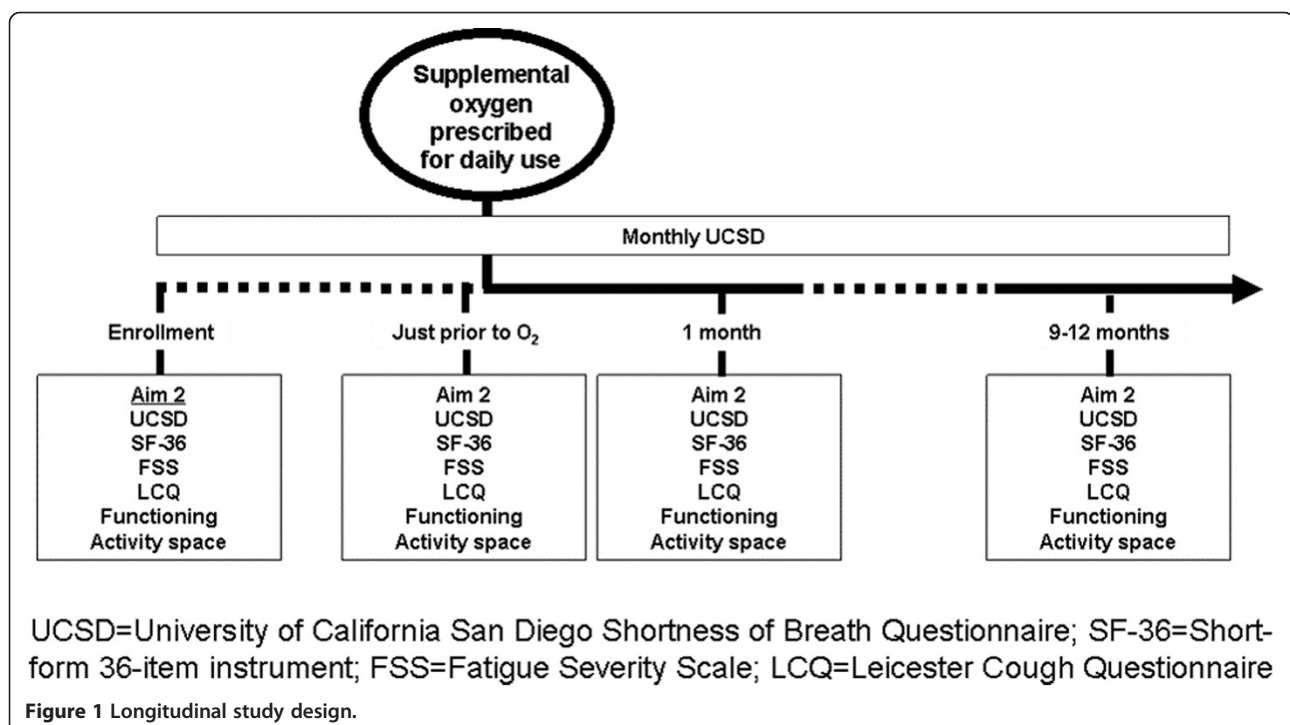 Supplemental
oxygen
prescribed
for daily use
Monthly UCSD
Enrollment
Just prior to O₂
1 month
9-12 months
Aim 2
UCSD
SF-36
FSS
LCQ
Functioning
Activity space
Aim 2
UCSD
SF-36
FSS
LCQ
Functioning
Activity space
Aim 2
UCSD
SF-36
FSS
LCQ
Functioning
Activity space
Aim 2
UCSD
SF-36
FSS
LCQ
Functioning
Activity space
UCSD=University of California San Diego Shortness of Breath Questionnaire; SF-36=Short-
form 36-item instrument; FSS=Fatigue Severity Scale; LCQ=Leicester Cough Questionnaire
Figure 1 Longitudinal study design.